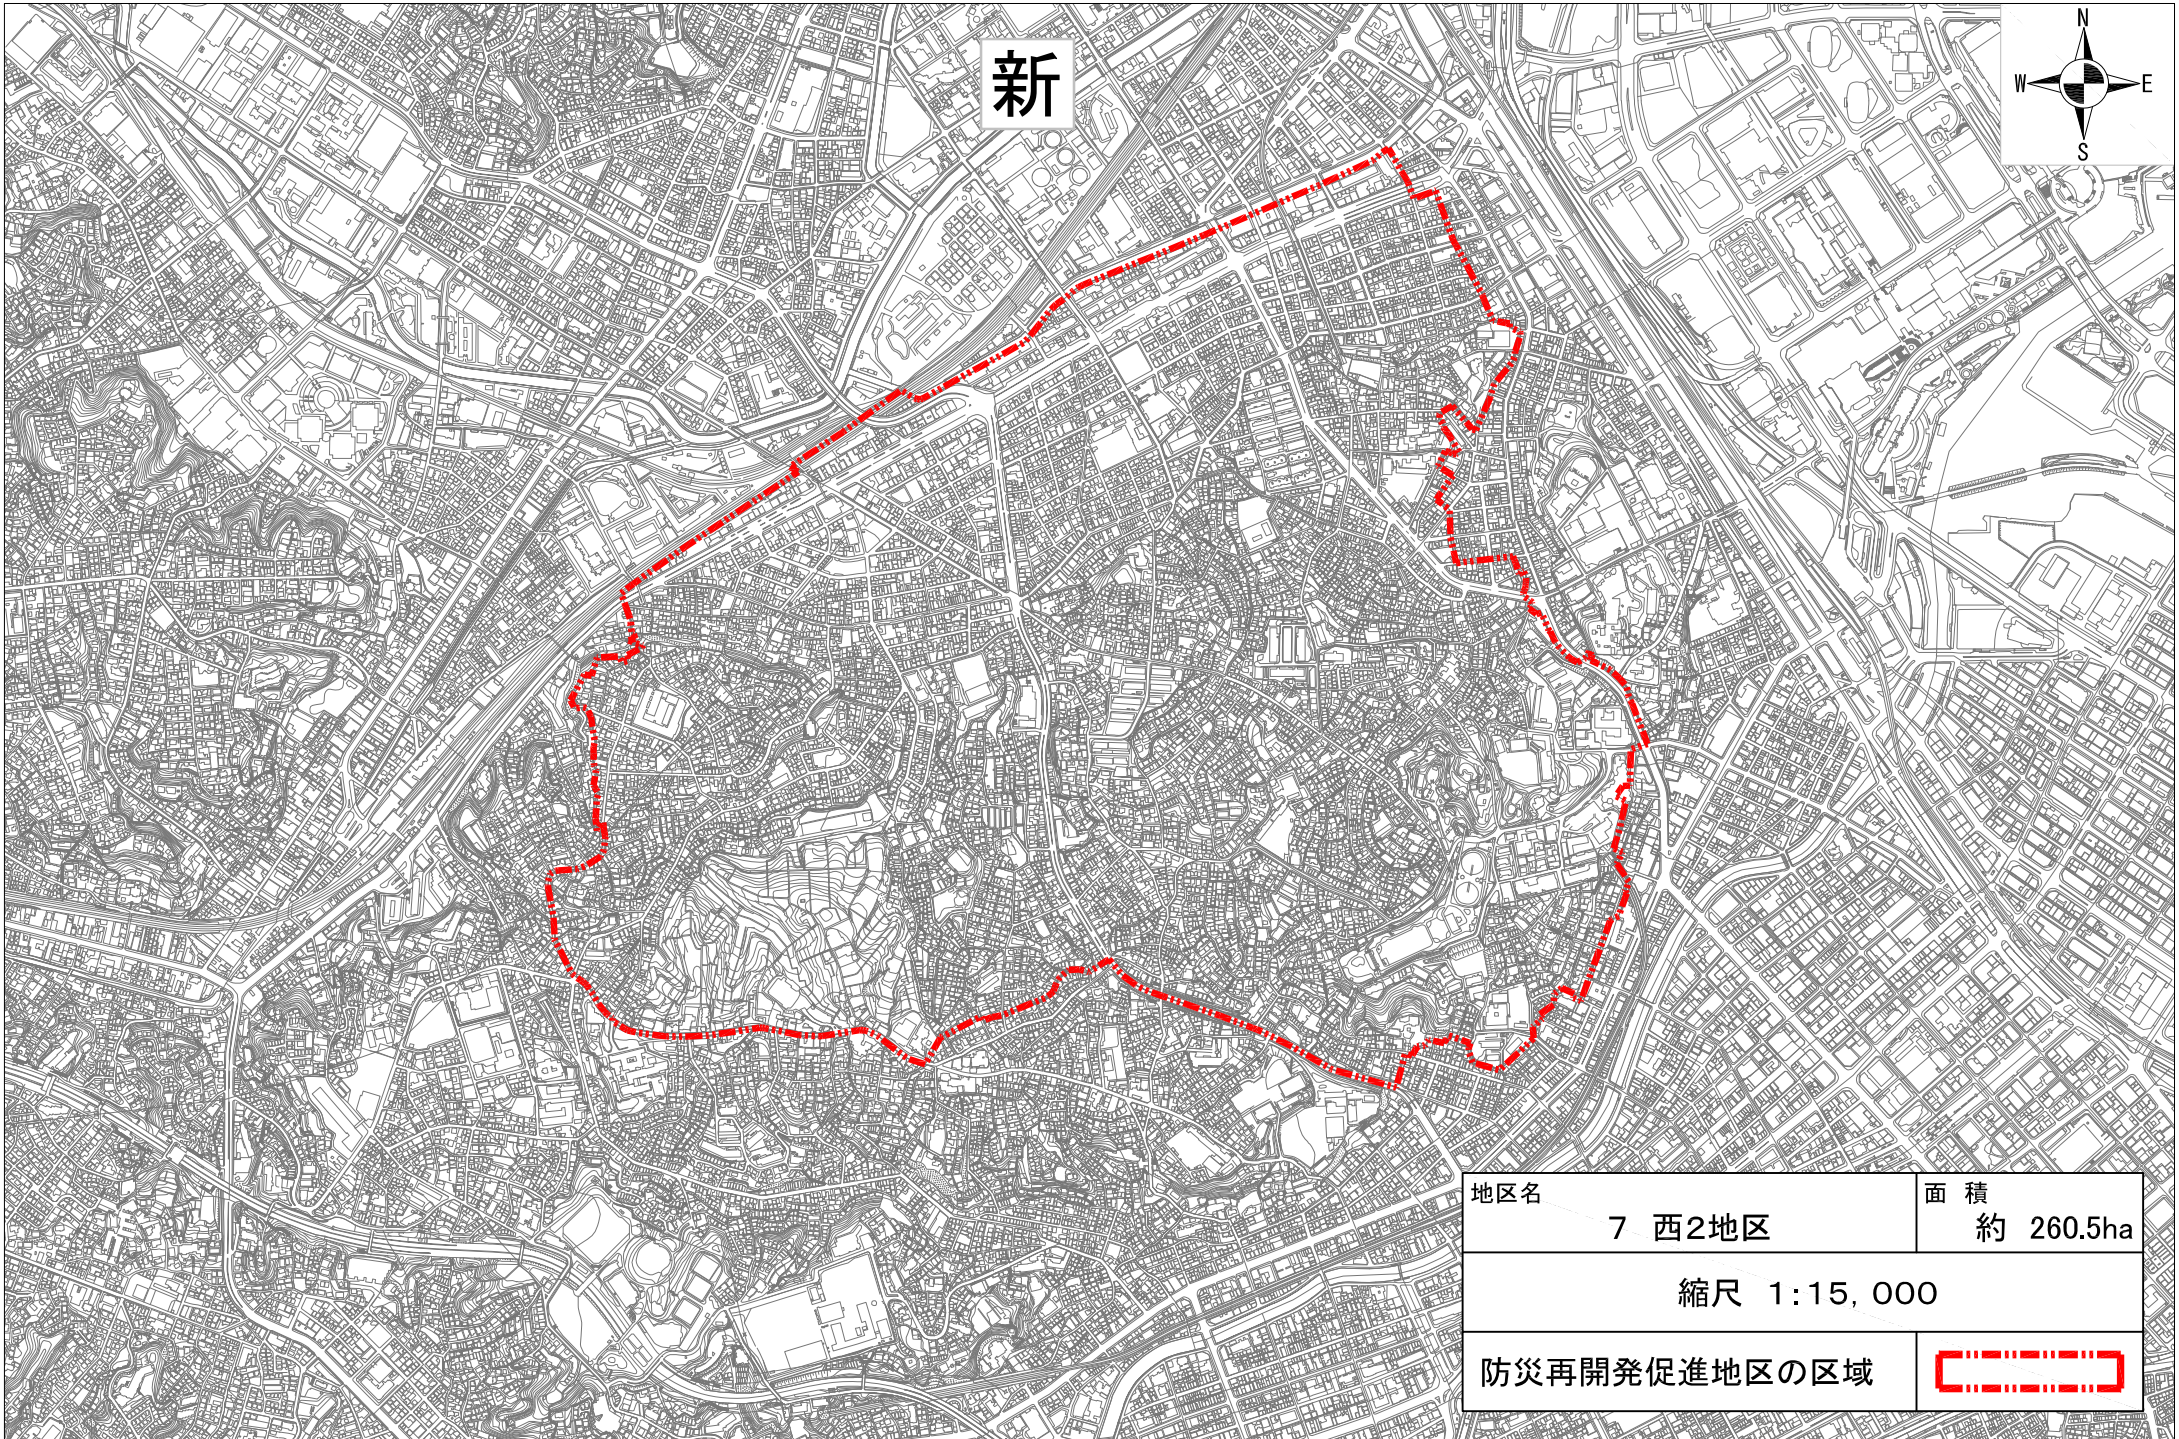 新
N
W E
S
地区名
７ 西２地区
面 積
約 260.5ha
縮尺 １：１５，０００
防災再開発促進地区の区域